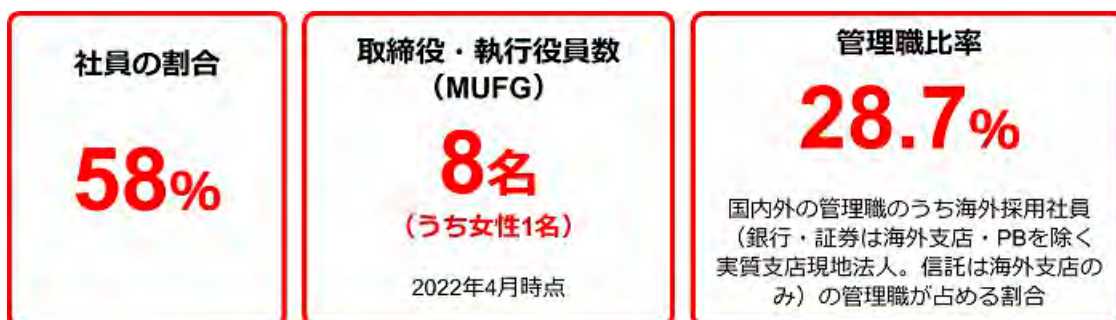 社員の割合
58%
取締役・執行役員数
（MUFG）
8名
（うち女性1名）
2022年4月時点
管理職比率
28.7%
国内外の管理職のうち海外採用社員
（銀行・証券は海外支店・PBを除く
実質支店現地法人。信託は海外支店の
み）の管理職が占める割合